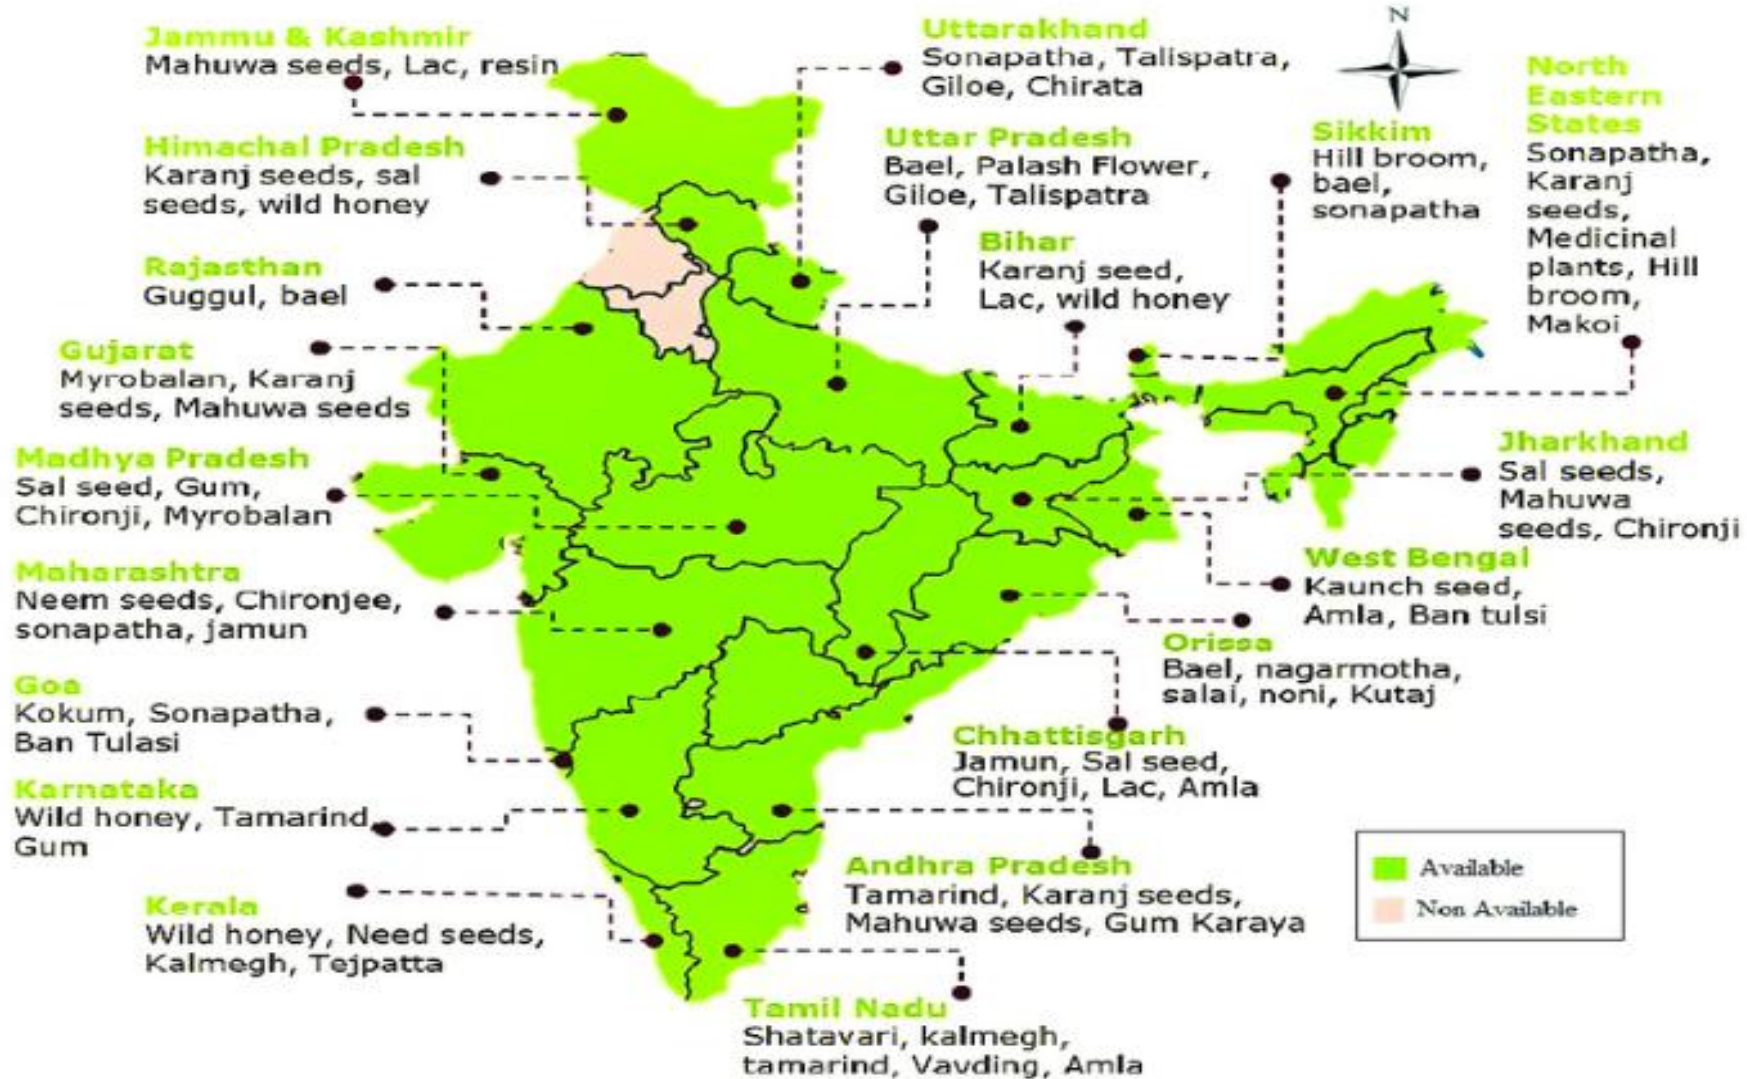 Jammu & Kashmir
Mahuwa seeds, Lac, resin
Himachal Pradesh
Karanj seeds, sal
seeds, wild honey
Rajasthan
Guggul, bael
Gujarat
Myrobalan, Karanj
seeds, Mahuwa seeds
Madhya Pradesh
Sal seed, Gum,
Chironji, Myrobalan
Maharashtra
Neem seeds, Chironjee,
sonapatha, jamun
Goa
Kokum, Sonapatha,
Ban Tulasi
Karnataka
Wild honey, Tamarind,
Gum
Kerala
Wild honey, Need seeds,
Kalmegh, Tejpatta
Uttarakhand
Sonapatha, Talispatra,
Giloe, Chirata
Uttar Pradesh
Bael, Palash Flower,
Giloe, Talispatra
Bihar
Karanj seed,
Lac, wild honey
N
Sikkim
Hill broom,
bael,
sonapatha
North
Eastern
States
Sonapatha,
Karanj
seeds,
Medicinal
plants, Hill
broom,
Makoi
Jharkhand
Sal seeds,
Mahuwa
seeds, Chironji
West Bengal
Kaunch seed,
Amla, Ban tulsi
Orissa
Bael, nagarmotha,
salai, noni, Kutaj
Chhattisgarh
Jamun, Sal seed,
Chironji, Lac, Amla
Andhra Pradesh
Tamarind, Karanj seeds,
Mahuwa seeds, Gum Karaya
Tamil Nadu
Shatavari, kalmegh,
tamarind, Vavding, Amla
Available
Non Available